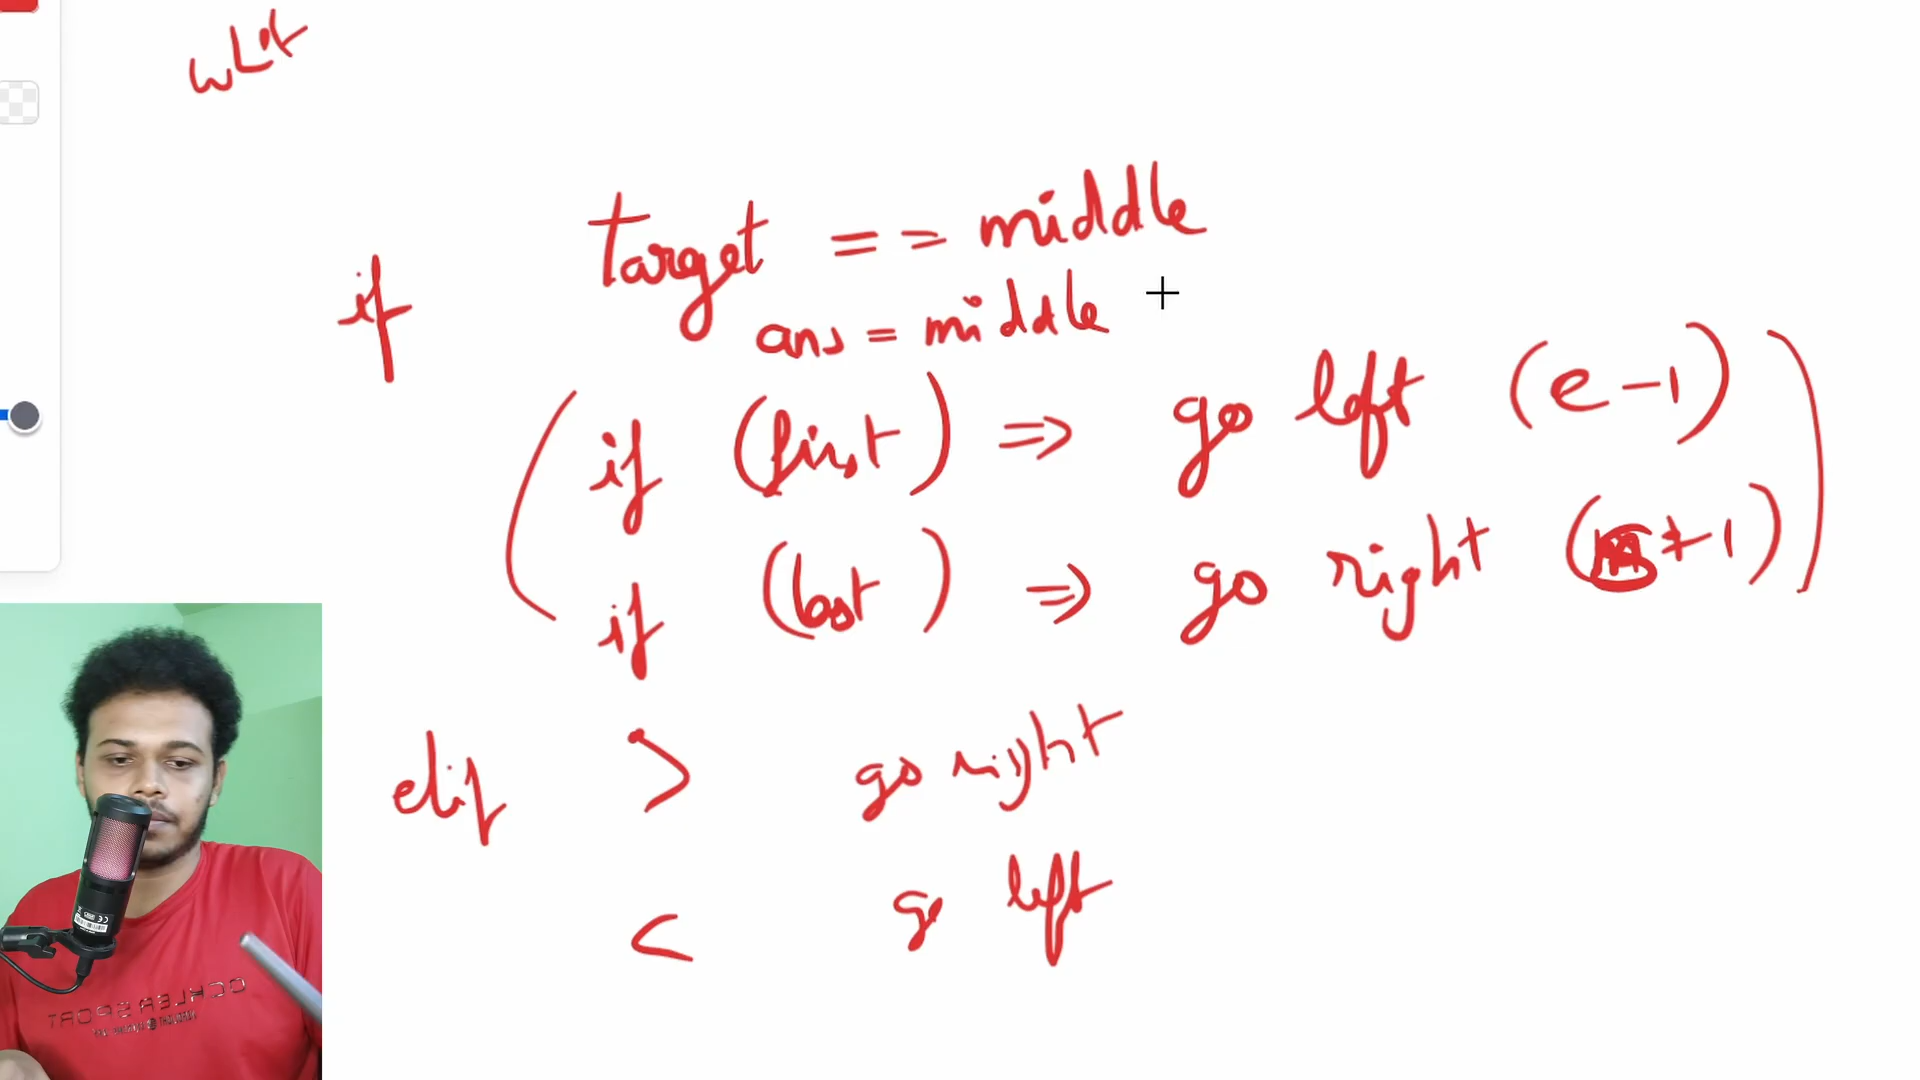 if target == middle
ans = middle
( if (first) => go left (e-1)
if (last) => go right ( +1) )
elif > go right
< go left